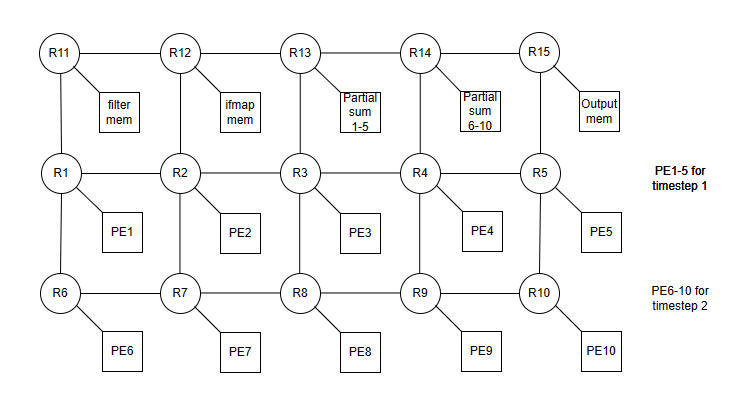 R11
R12
R13
R14
R15
filter
mem
ifmap
mem
Partial
sum
1-5
Partial
sum
6-10
Output
mem
R1
R2
R3
R4
R5
PE1-5 for
timestep 1
PE1
PE2
PE3
PE4
PE5
R6
R7
R8
R9
R10
PE6-10 for
timestep 2
PE6
PE7
PE8
PE9
PE10